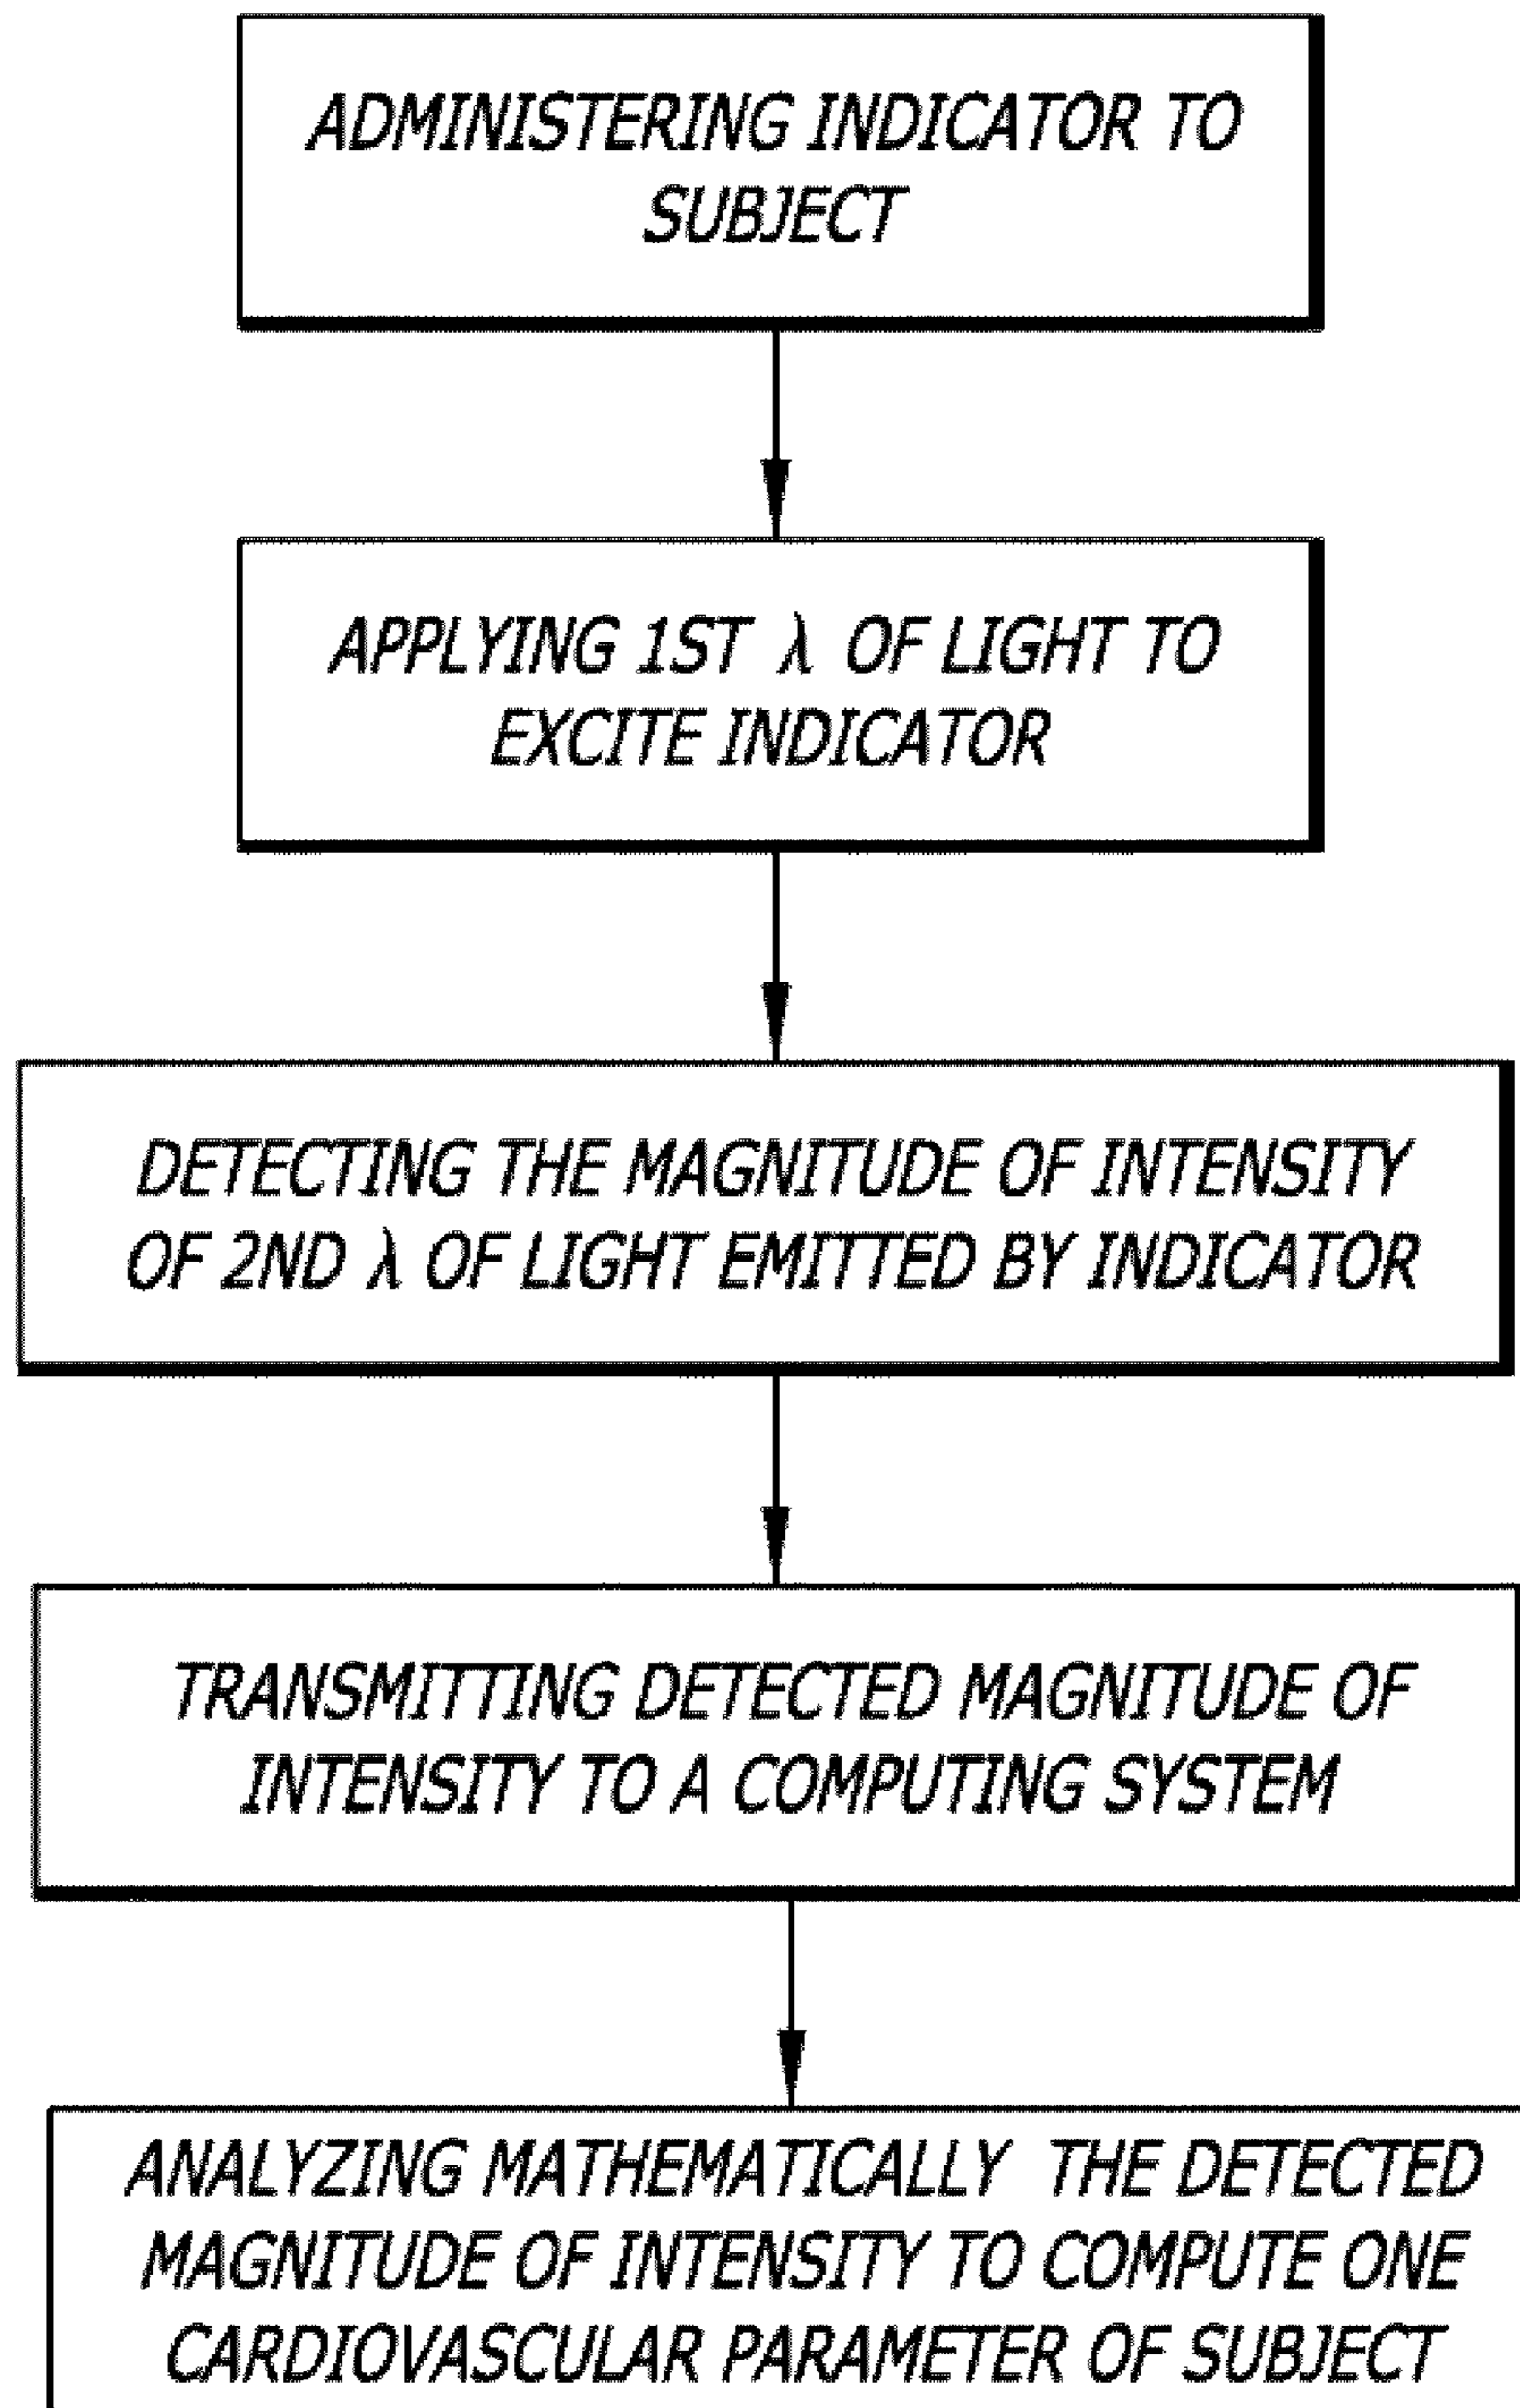 ADMINISTERING INDICATOR TO
SUBJECT
APPLYING 1ST λ OF LIGHT TO
EXCITE INDICATOR
DETECTING THE MAGNITUDE OF INTENSITY
OF 2ND λ OF LIGHT EMITTED BY INDICATOR
TRANSMITTING DETECTED MAGNITUDE OF
INTENSITY TO A COMPUTING SYSTEM
ANALYZING MATHEMATICALLY THE DETECTED
MAGNITUDE OF INTENSITY TO COMPUTE ONE
CARDIOVASCULAR PARAMETER OF SUBJECT